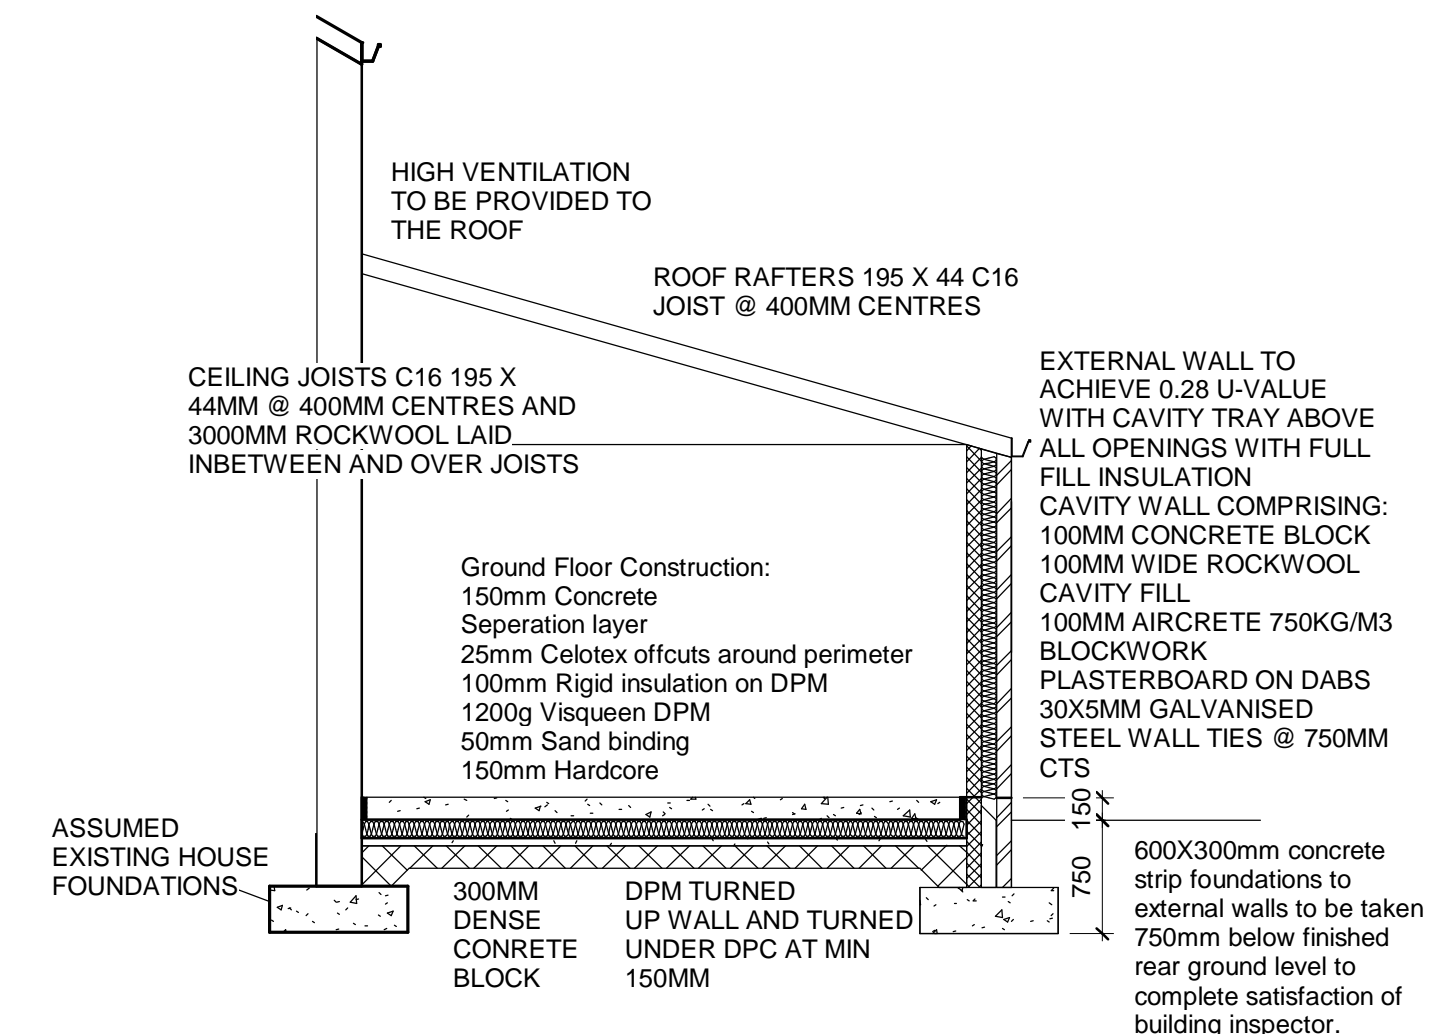 HIGH VENTILATION
TO BE PROVIDED TO
THE ROOF
ROOF RAFTERS 195 X 44 C16
JOIST @ 400MM CENTRES
CEILING JOISTS C16 195 X
44MM @ 400MM CENTRES AND
3000MM ROCKWOOL LAID
INBETWEEN AND OVER JOISTS
EXTERNAL WALL TO
ACHIEVE 0.28 U-VALUE
WITH CAVITY TRAY ABOVE
ALL OPENINGS WITH FULL
FILL INSULATION
CAVITY WALL COMPRISING:
100MM CONCRETE BLOCK
100MM WIDE ROCKWOOL
CAVITY FILL
100MM AIRCRETE 750KG/M3
BLOCKWORK
PLASTERBOARD ON DABS
30X5MM GALVANISED
STEEL WALL TIES @ 750MM
CTS
Ground Floor Construction:
150mm Concrete
Seperation layer
25mm Celotex offcuts around perimeter
100mm Rigid insulation on DPM
1200g Visqueen DPM
50mm Sand binding
150mm Hardcore
150
750
ASSUMED
EXISTING HOUSE
FOUNDATIONS
300MM
DENSE
CONRETE
BLOCK
DPM TURNED
UP WALL AND TURNED
UNDER DPC AT MIN
150MM
600X300mm concrete
strip foundations to
external walls to be taken
750mm below finished
rear ground level to
complete satisfaction of
building inspector.